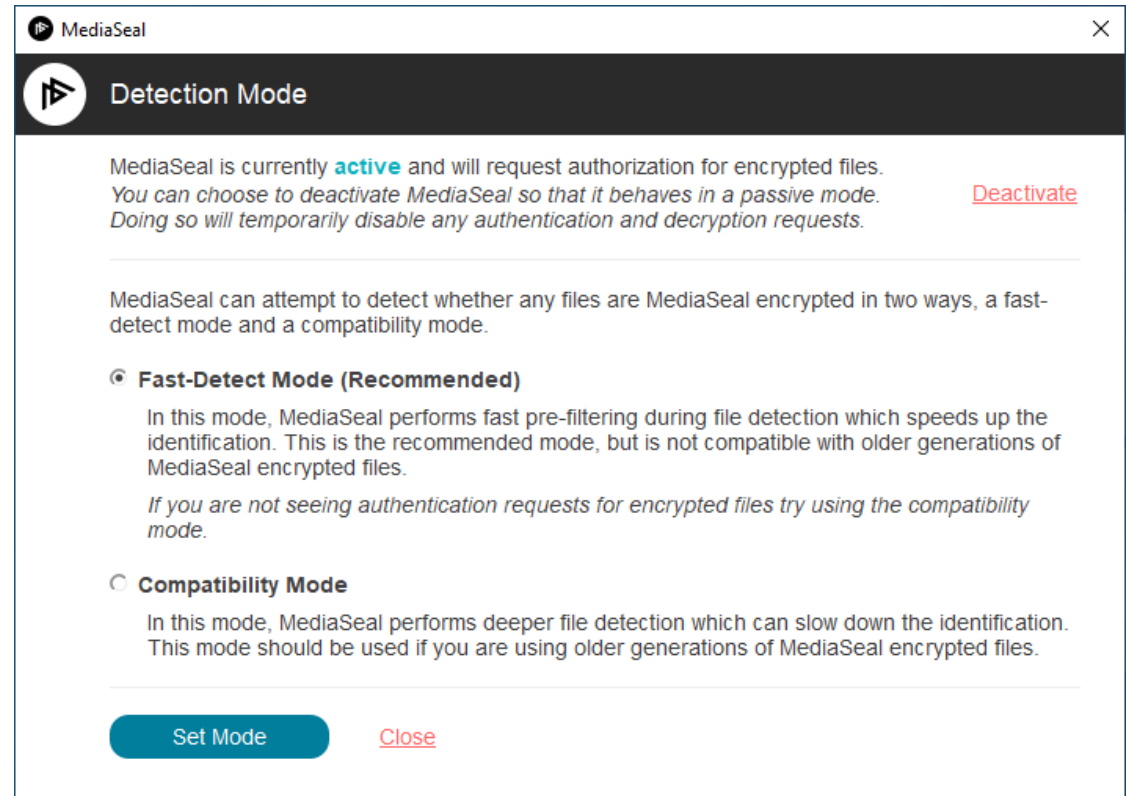 MediaSeal
Detection Mode
MediaSeal is currently active and will request authorization for encrypted files.
You can choose to deactivate MediaSeal so that it behaves in a passive mode.
Doing so will temporarily disable any authentication and decryption requests.
Deactivate
MediaSeal can attempt to detect whether any files are MediaSeal encrypted in two ways, a fast-
detect mode and a compatibility mode.
Fast-Detect Mode (Recommended)
In this mode, MediaSeal performs fast pre-filtering during file detection which speeds up the
identification. This is the recommended mode, but is not compatible with older generations of
MediaSeal encrypted files.
If you are not seeing authentication requests for encrypted files try using the compatibility
mode.
Compatibility Mode
In this mode, MediaSeal performs deeper file detection which can slow down the identification.
This mode should be used if you are using older generations of MediaSeal encrypted files.
Set Mode
Close